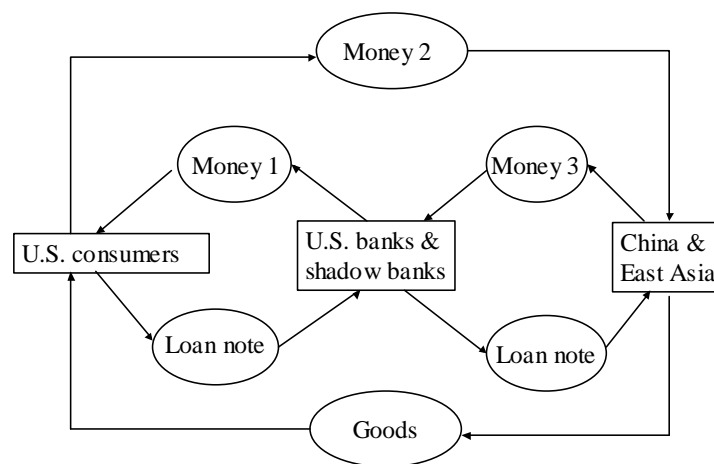 Money 2
Money 1
Money 3
U.S. consumers
U.S. banks &
shadow banks
China &
East Asia
Loan note
Loan note
Goods